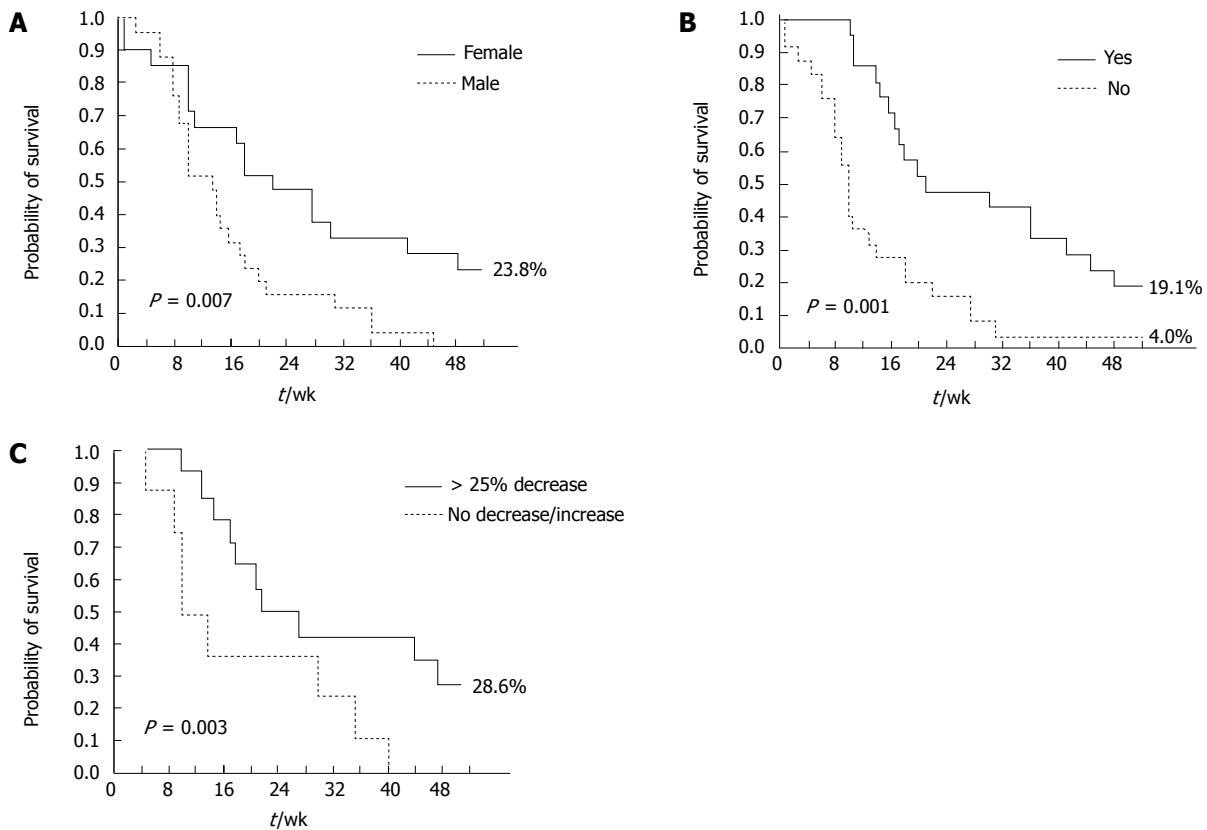 A
Probability of survival
1.0
0.9
0.8
0.7
0.6
0.5
0.4
0.3
0.2
0.1
0.0
Female
Male
23.8%
P = 0.007
0 8 16 24 32 40 48
t/wk
B
Probability of survival
1.0
0.9
0.8
0.7
0.6
0.5
0.4
0.3
0.2
0.1
0.0
Yes
No
19.1%
P = 0.001
4.0%
0 8 16 24 32 40 48
t/wk
C
Probability of survival
1.0
0.9
0.8
0.7
0.6
0.5
0.4
0.3
0.2
0.1
0.0
> 25% decrease
No decrease/increase
28.6%
P = 0.003
0 8 16 24 32 40 48
t/wk